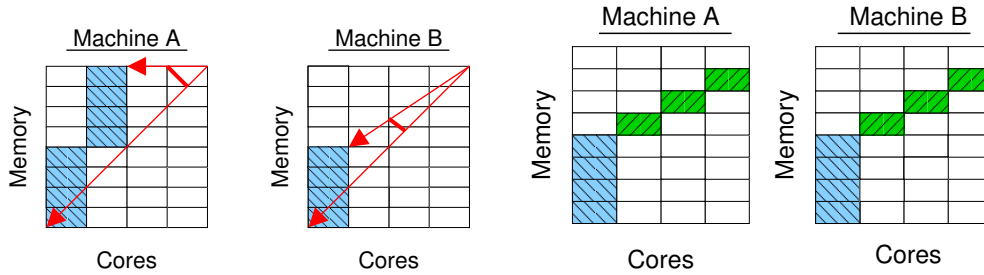 Machine A
Memory
Cores
Machine B
Memory
Cores
Machine A
Memory
Cores
Machine B
Memory
Cores